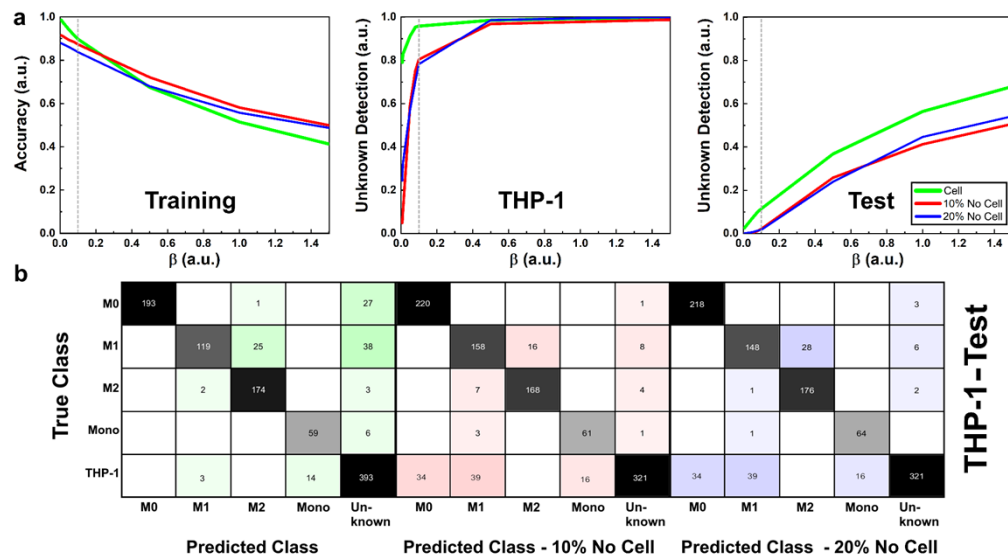 a
Accuracy (a.u.)
1.0
0.8
0.6
0.4
0.2
0.0
0.0 0.2 0.4 0.6 0.8 1.0 1.2 1.4
β (a.u.)
Training
Unknown Detection (a.u.)
1.0
0.8
0.6
0.4
0.2
0.0
0.0 0.2 0.4 0.6 0.8 1.0 1.2 1.4
β (a.u.)
THP-1
Unknown Detection (a.u.)
1.0
0.8
0.6
0.4
0.2
0.0
0.0 0.2 0.4 0.6 0.8 1.0 1.2 1.4
β (a.u.)
Test
Cell
10% No Cell
20% No Cell
b
True Class
M0 193 1 27 220 1 218 3
M1 119 25 38 158 16 8 148 28 6
M2 2 174 3 7 168 4 1 176 2
Mono 59 6 3 61 1 1 64
THP-1 3 14 393 34 39 16 321 34 39 16 321
M0 M1 M2 Mono Un- M0 M1 M2 Mono Un- M0 M1 M2 Mono Un-
known known known
Predicted Class Predicted Class - 10% No Cell Predicted Class - 20% No Cell
THP-1-Test